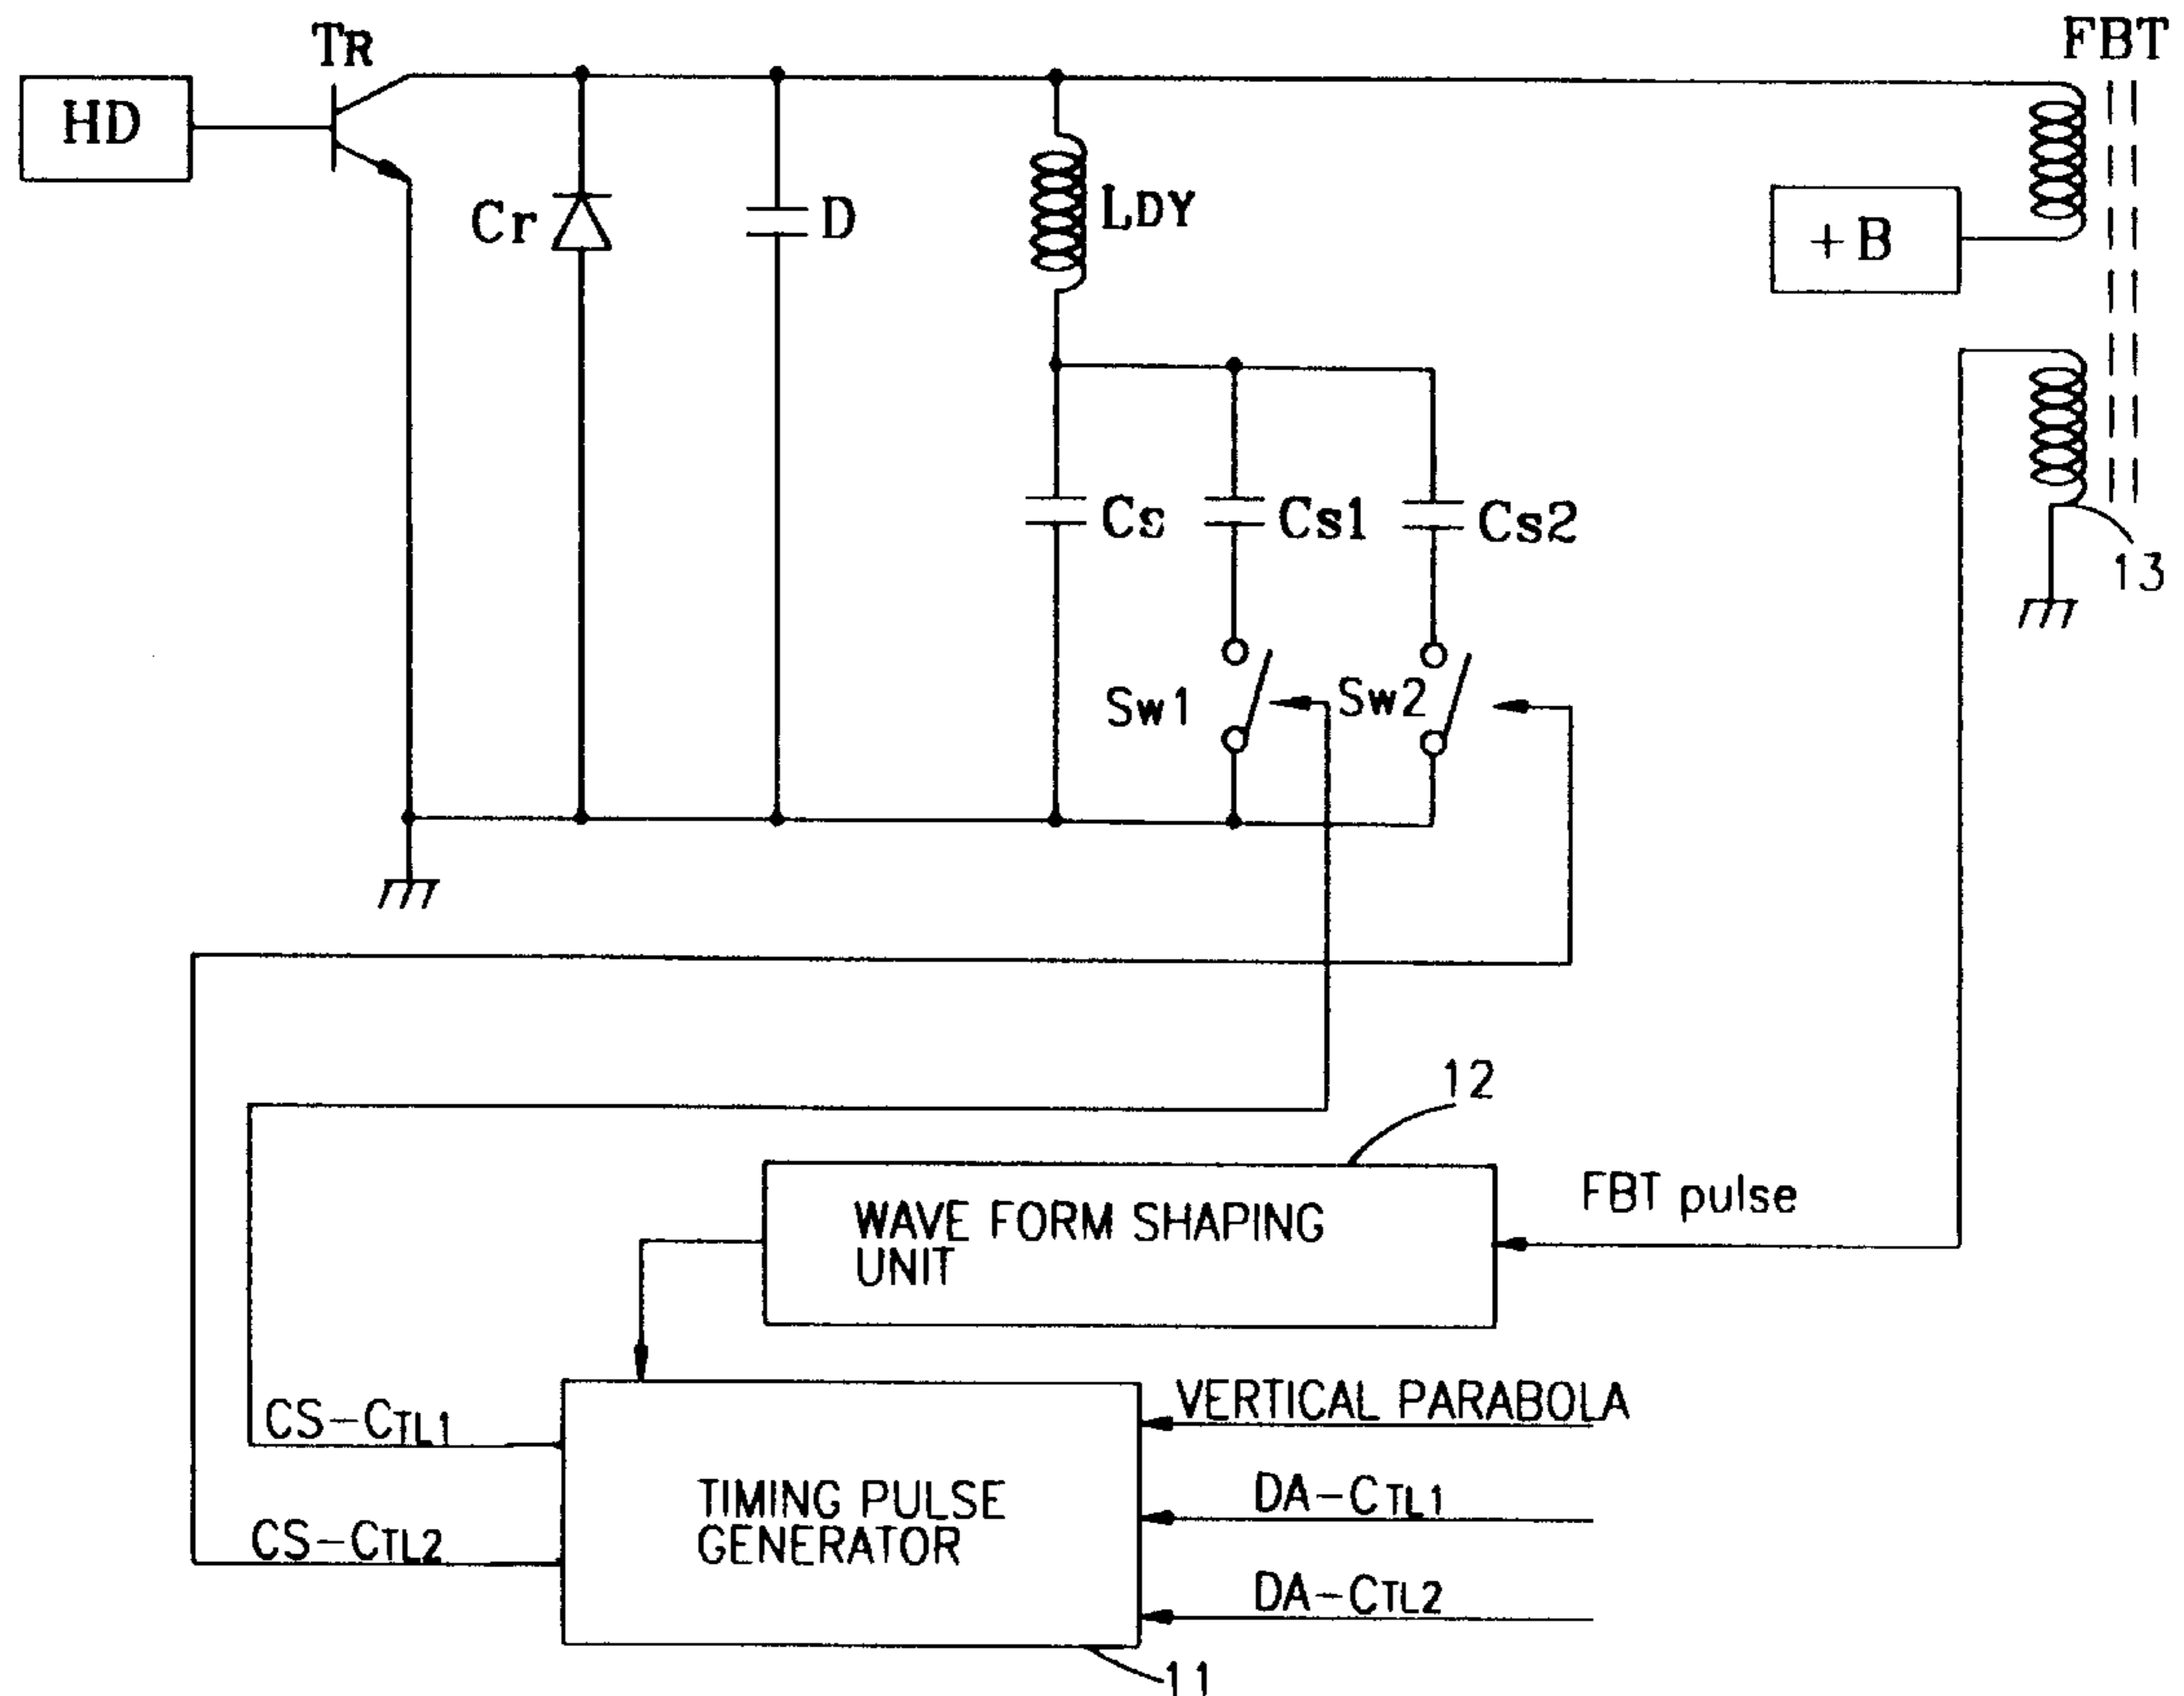 TR
FBT
HD
Cr
D
LDY
+B
Cs
Cs1
Cs2
13
Sw1
Sw2
12
WAVE FORM SHAPING
UNIT
FBT pulse
CS-CTL1
VERTICAL PARABOLA
TIMING PULSE
GENERATOR
DA-CTL1
CS-CTL2
DA-CTL2
11